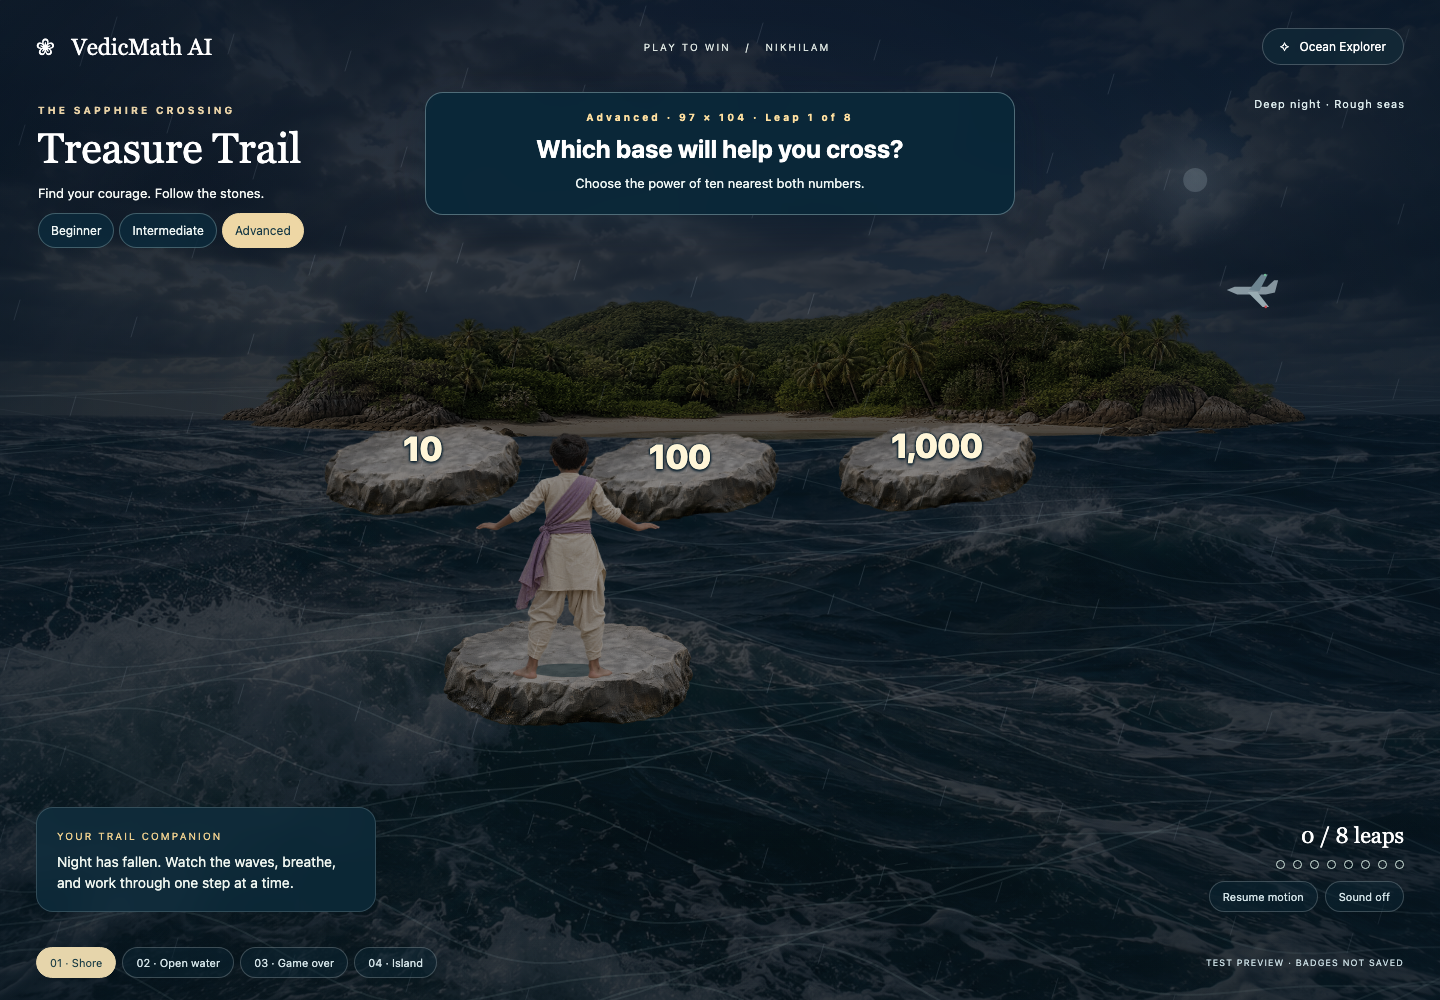 VedicMath AI
PLAY TO WIN / NIKHILAM
Ocean Explorer
THE SAPPHIRE CROSSING
Treasure Trail
Find your courage. Follow the stones.
Beginner
Intermediate
Advanced
Advanced · 97 × 104 · Leap 1 of 8
Which base will help you cross?
Choose the power of ten nearest both numbers.
Deep night · Rough seas
10
100
1,000
YOUR TRAIL COMPANION
Night has fallen. Watch the waves, breathe,
and work through one step at a time.
0 / 8 leaps
Resume motion
Sound off
01 · Shore
02 · Open water
03 · Game over
04 · Island
TEST PREVIEW · BADGES NOT SAVED